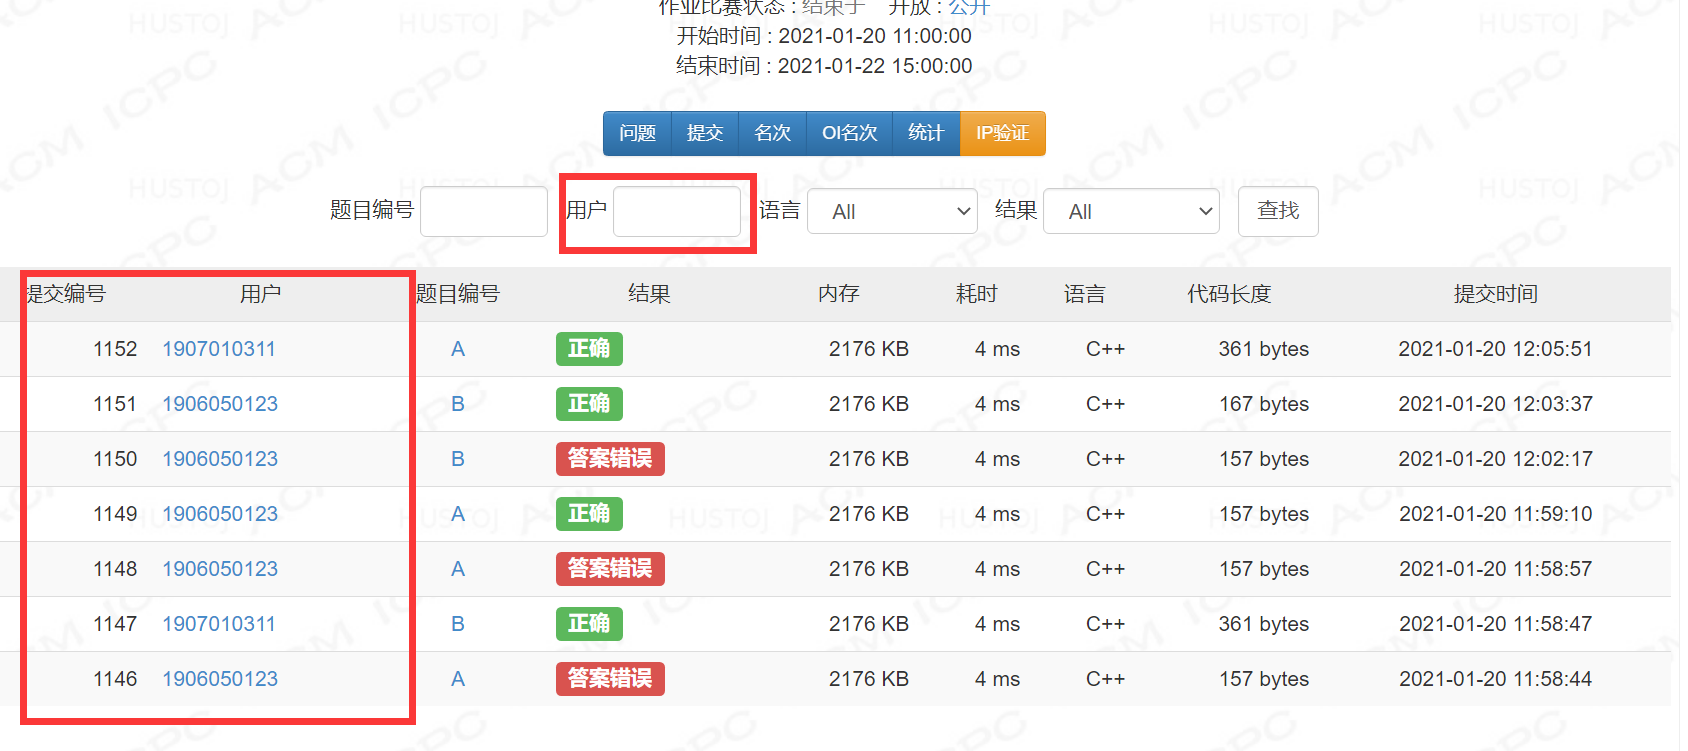 作业比赛状态 : 结束于 开放 : 公开
开始时间 : 2021-01-20 11:00:00
结束时间 : 2021-01-22 15:00:00
问题 提交 名次 OI名次 统计 IP验证
题目编号 用户 语言 All 结果 All 查找
提交编号 用户 题目编号 结果 内存 耗时 语言 代码长度 提交时间
1152 1907010311 A 正确 2176 KB 4 ms C++ 361 bytes 2021-01-20 12:05:51
1151 1906050123 B 正确 2176 KB 4 ms C++ 167 bytes 2021-01-20 12:03:37
1150 1906050123 B 答案错误 2176 KB 4 ms C++ 157 bytes 2021-01-20 12:02:17
1149 1906050123 A 正确 2176 KB 4 ms C++ 157 bytes 2021-01-20 11:59:10
1148 1906050123 A 答案错误 2176 KB 4 ms C++ 157 bytes 2021-01-20 11:58:57
1147 1907010311 B 正确 2176 KB 4 ms C++ 361 bytes 2021-01-20 11:58:47
1146 1906050123 A 答案错误 2176 KB 4 ms C++ 157 bytes 2021-01-20 11:58:44